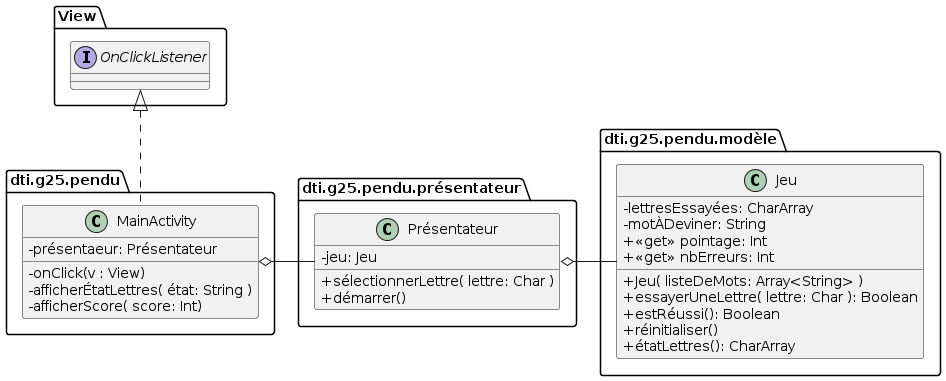 View
I OnClickListener
dti.g25.pendu
C MainActivity
-présentaeur: Présentateur
-onClick(v : View)
-afficherÉtatLettres( état: String )
-afficherScore( score: Int)
dti.g25.pendu.présentateur
C Présentateur
-jeu: Jeu
+sélectionnerLettre( lettre: Char )
+démarrer()
dti.g25.pendu.modèle
C Jeu
-lettresEssayées: CharArray
-motÀDeviner: String
+«get» pointage: Int
+«get» nbErreurs: Int
+Jeu( listeDeMots: Array<String> )
+essayerUneLettre( lettre: Char ): Boolean
+estRéussi(): Boolean
+réinitialiser()
+étatLettres(): CharArray